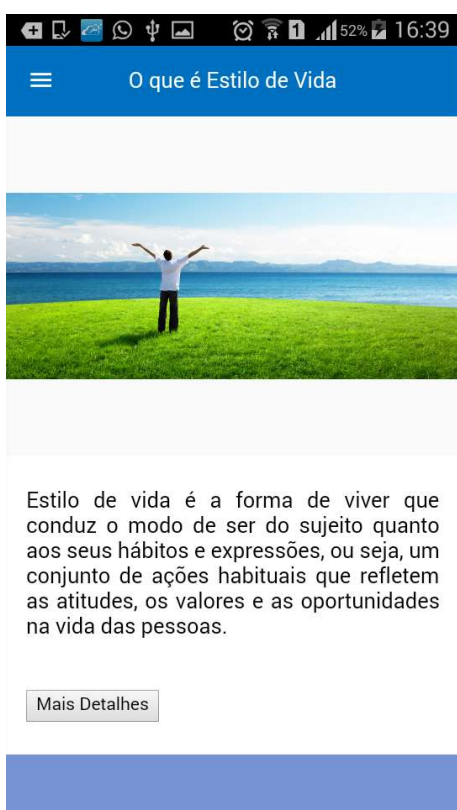 1 52% 16:39
O que é Estilo de Vida
Estilo de vida é a forma de viver que
conduz o modo de ser do sujeito quanto
aos seus hábitos e expressões, ou seja, um
conjunto de ações habituais que refletem
as atitudes, os valores e as oportunidades
na vida das pessoas.
Mais Detalhes